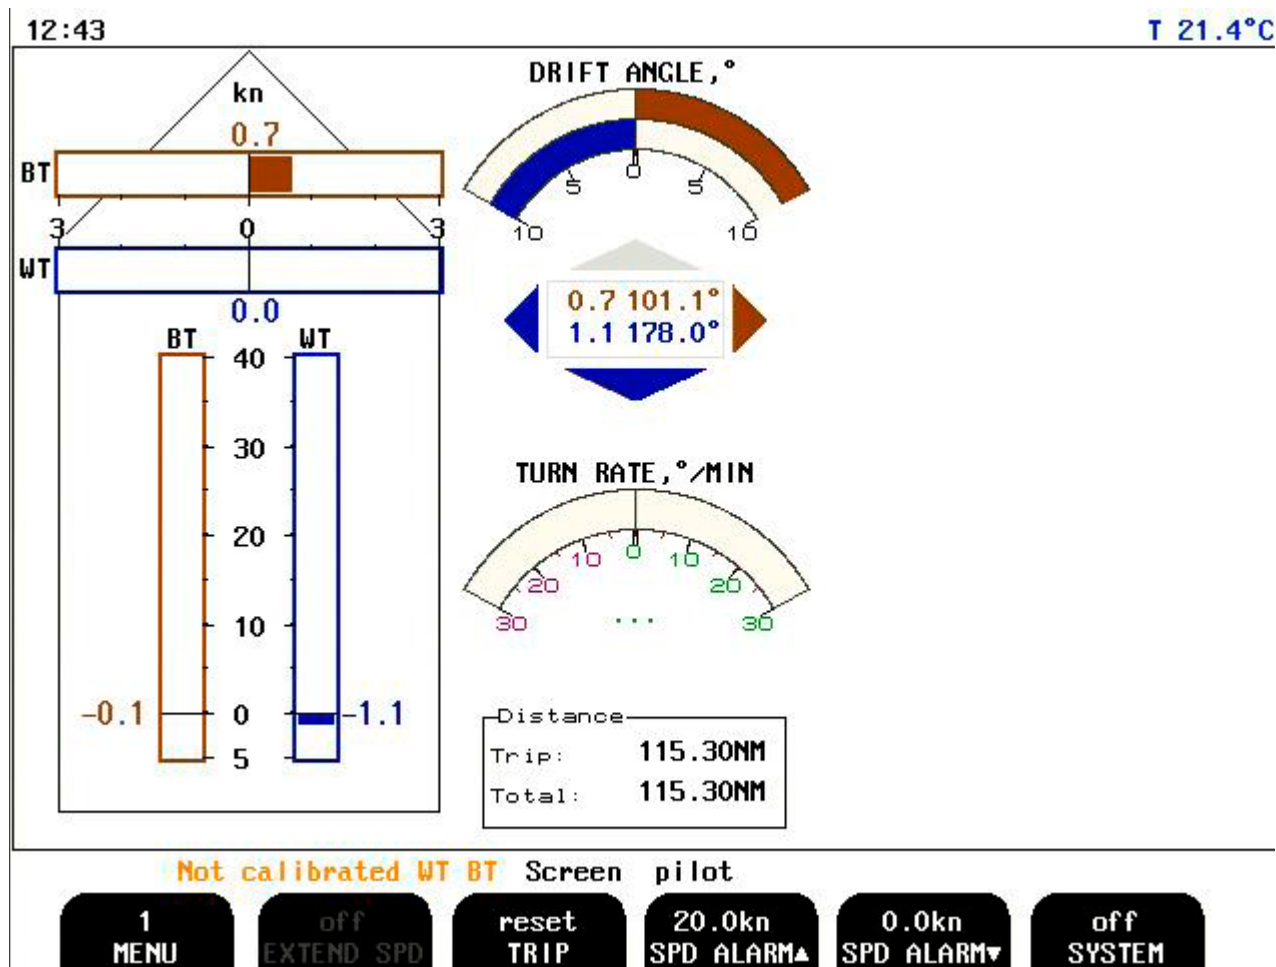 12:43
T 21.4°C
DRIFT ANGLE,°
kn
0.7
BT
5 0 5
10 10
3 0 3
WT
0.0
0.7 101.1°
1.1 178.0°
BT WT
40
30
20
10
0
5
-0.1
-1.1
TURN RATE,°/MIN
30 20 10 0 10 20 30
...
Distance
Trip: 115.30NM
Total: 115.30NM
Not calibrated WT BT Screen pilot
1 off reset 20.0kn 0.0kn off
MENU EXTEND SPD TRIP SPD ALARM▲ SPD ALARM▼ SYSTEM